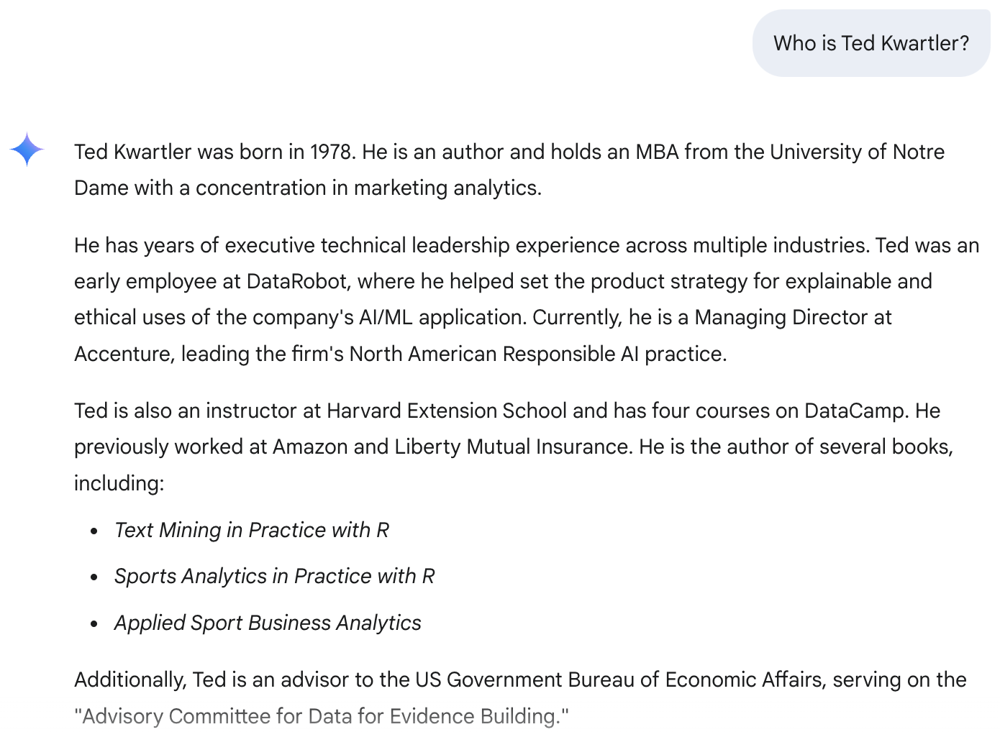 Who is Ted Kwartler?
Ted Kwartler was born in 1978. He is an author and holds an MBA from the University of Notre
Dame with a concentration in marketing analytics.
He has years of executive technical leadership experience across multiple industries. Ted was an
early employee at DataRobot, where he helped set the product strategy for explainable and
ethical uses of the company's AI/ML application. Currently, he is a Managing Director at
Accenture, leading the firm's North American Responsible AI practice.
Ted is also an instructor at Harvard Extension School and has four courses on DataCamp. He
previously worked at Amazon and Liberty Mutual Insurance. He is the author of several books,
including:
• Text Mining in Practice with R
• Sports Analytics in Practice with R
• Applied Sport Business Analytics
Additionally, Ted is an advisor to the US Government Bureau of Economic Affairs, serving on the
"Advisory Committee for Data for Evidence Building."